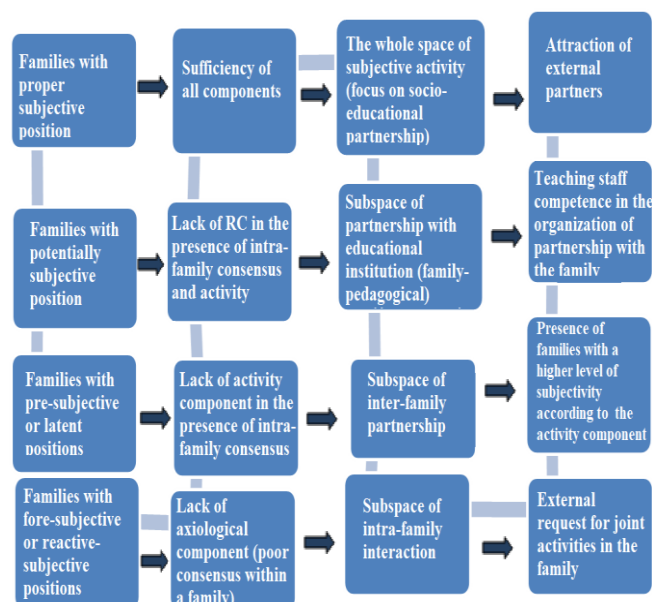 Families with
proper
subjective
position
Sufficiency of
all components
The whole space of
subjective activity
(focus on socio-
educational
partnership)
Attraction of
external
partners
Families with
potentially
subjective
position
Lack of RC in the
presence of intra-
family consensus
and activity
Subspace of
partnership with
educational
institution (family-
pedagogical)
Teaching staff
competence in the
organization of
partnership with
the family
Families with
pre-subjective
or latent
positions
Lack of activity
component in the
presence of intra-
family consensus
Subspace of
inter-family
partnership
Presence of
families with a
higher level of
subjectivity
according to the
activity component
Families with
fore-subjective
or reactive-
subjective
positions
Lack of
axiological
component (poor
consensus within
a family)
Subspace of
intra-family
interaction
External
request for joint
activities in the
family